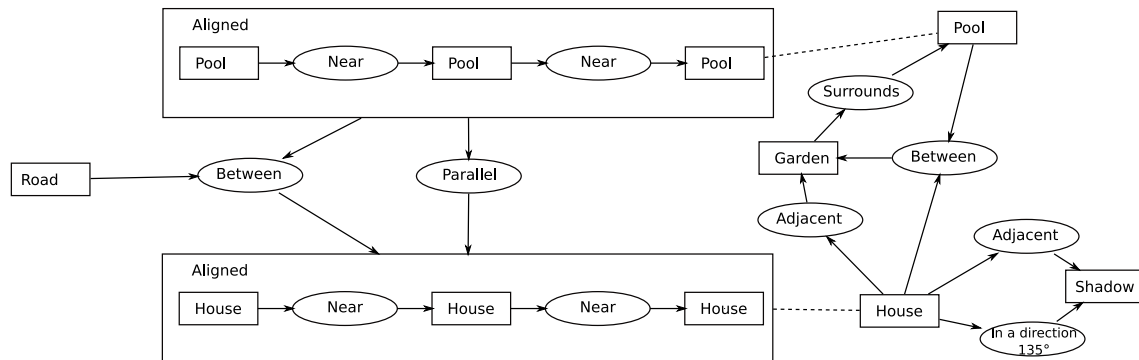 Aligned
Pool
Near
Pool
Near
Pool
Pool
Surrounds
Garden
Between
Road
Between
Parallel
Adjacent
Adjacent
Aligned
House
Near
House
Near
House
House
Shadow
In a direction
135°